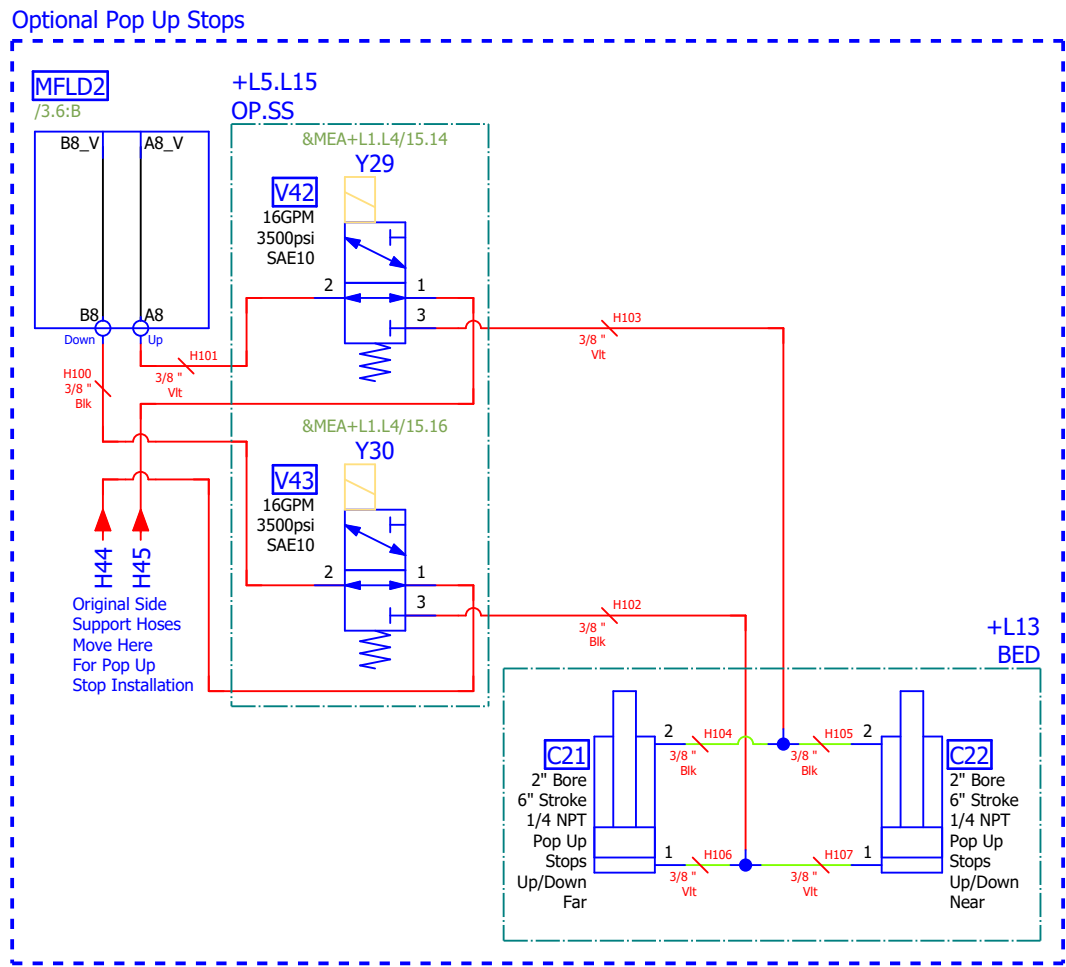 Optional Pop Up Stops
MFLD2
/3.6:B
B8_V
A8_V
B8
A8
Down
Up
H100
3/8 "
Blk
H101
3/8 "
Vlt
+L5.L15
OP.SS
&MEA+L1.L4/15.14
Y29
V42
16GPM
3500psi
SAE10
2
1
3
H103
3/8 "
Vlt
&MEA+L1.L4/15.16
Y30
V43
16GPM
3500psi
SAE10
2
1
3
H102
3/8 "
Blk
H44
H45
Original Side
Support Hoses
Move Here
For Pop Up
Stop Installation
+L13
BED
C21
2" Bore
6" Stroke
1/4 NPT
Pop Up
Stops
Up/Down
Far
2
H104
3/8 "
Blk
H105
3/8 "
Blk
2
1
H106
3/8 "
Vlt
H107
3/8 "
Vlt
1
C22
2" Bore
6" Stroke
1/4 NPT
Pop Up
Stops
Up/Down
Near